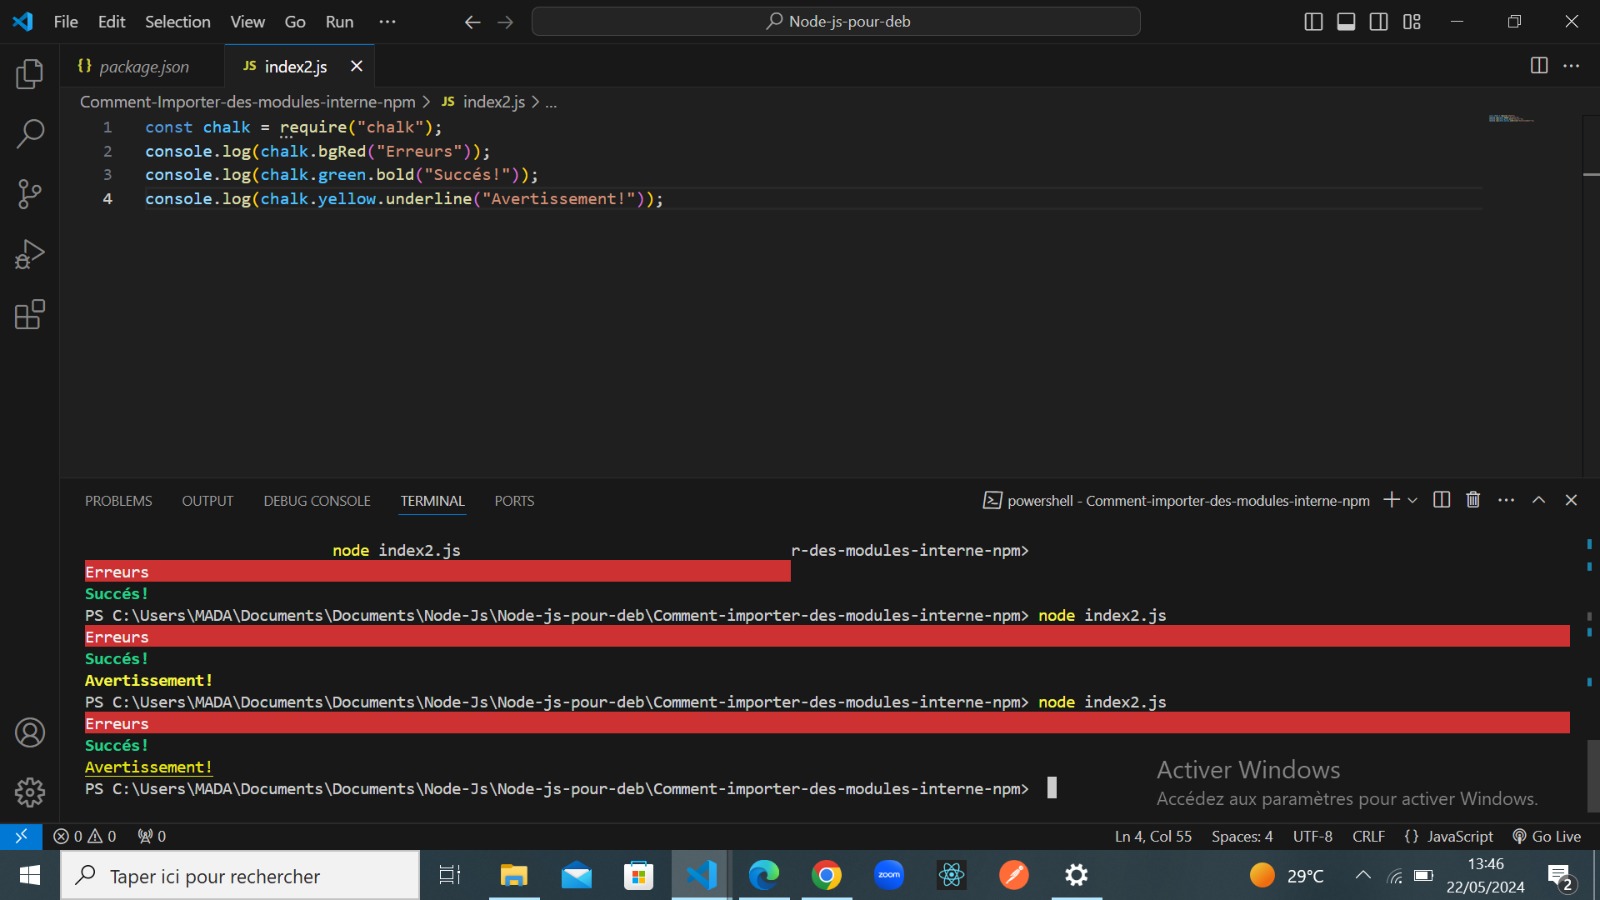 File Edit Selection View Go Run ··· Node-js-pour-deb
{} package.json JS index2.js
Comment-Importer-des-modules-interne-npm > JS index2.js > ...
1 const chalk = require("chalk");
2 console.log(chalk.bgRed("Erreurs"));
3 console.log(chalk.green.bold("Succés!"));
4 console.log(chalk.yellow.underline("Avertissement!"));
PROBLEMS OUTPUT DEBUG CONSOLE TERMINAL PORTS powershell - Comment-importer-des-modules-interne-npm
node index2.js r-des-modules-interne-npm>
Erreurs
Succés!
PS C:\Users\MADA\Documents\Documents\Node-Js\Node-js-pour-deb\Comment-importer-des-modules-interne-npm> node index2.js
Erreurs
Succés!
Avertissement!
PS C:\Users\MADA\Documents\Documents\Node-Js\Node-js-pour-deb\Comment-importer-des-modules-interne-npm> node index2.js
Erreurs
Succés!
Avertissement!
PS C:\Users\MADA\Documents\Documents\Node-Js\Node-js-pour-deb\Comment-importer-des-modules-interne-npm>
Activer Windows
Accédez aux paramètres pour activer Windows.
0 0 0 Ln 4, Col 55 Spaces: 4 UTF-8 CRLF {} JavaScript Go Live
Taper ici pour rechercher zoom 29°C 13:46
22/05/2024 2